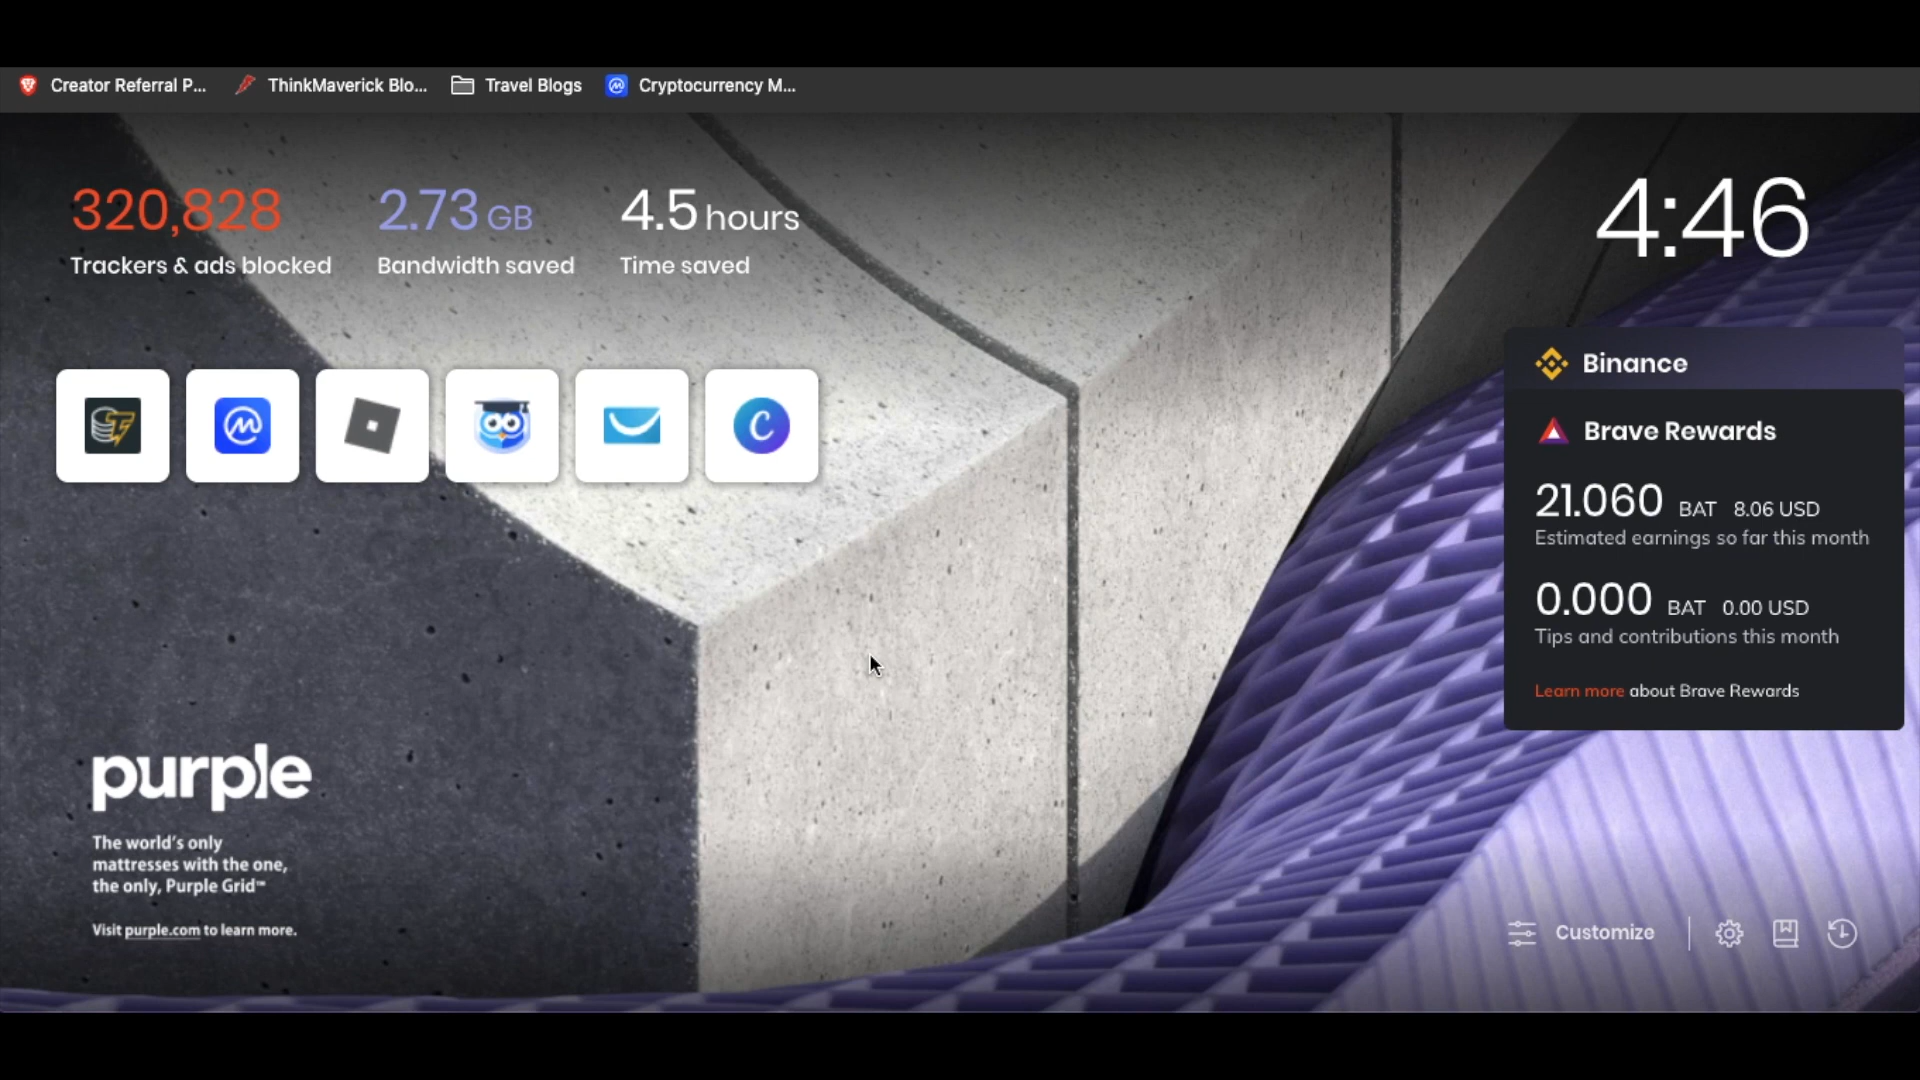 Creator Referral P... ThinkMaverick Blo... Travel Blogs Cryptocurrency M...
320,828 2.73 GB 4.5 hours
Trackers & ads blocked Bandwidth saved Time saved
4:46
C
Binance
Brave Rewards
21.060 BAT 8.06 USD
Estimated earnings so far this month
0.000 BAT 0.00 USD
Tips and contributions this month
Learn more about Brave Rewards
purple
The world's only
mattresses with the one,
the only, Purple Grid™
Visit purple.com to learn more.
Customize